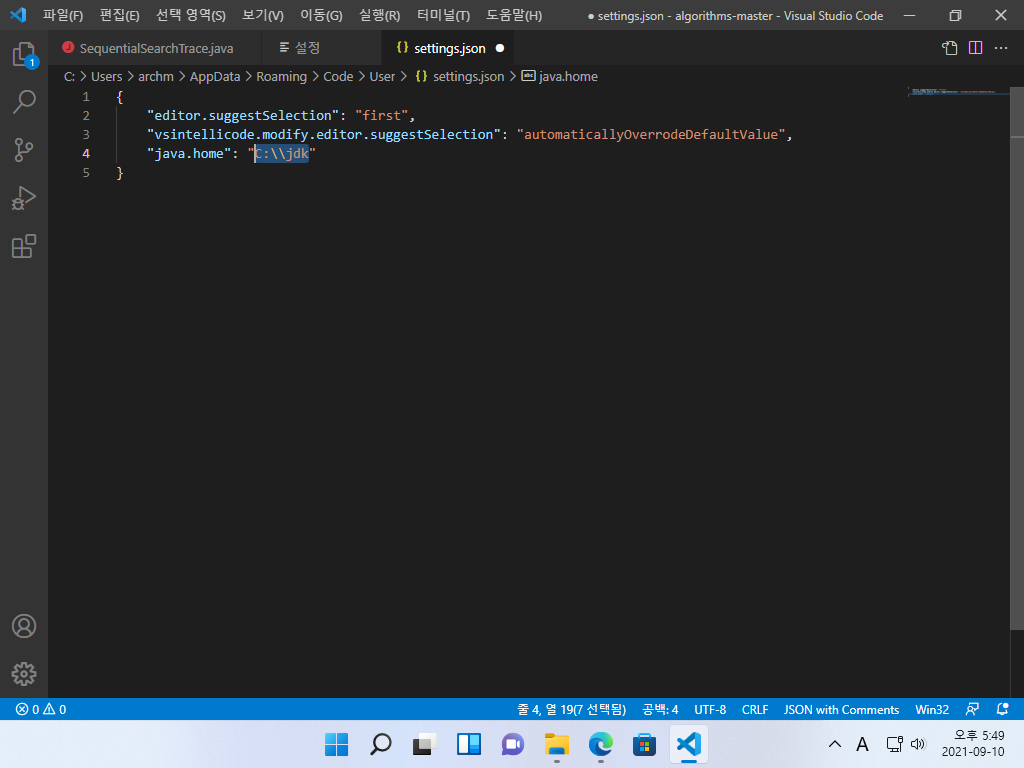 파일(F) 편집(E) 선택 영역(S) 보기(V) 이동(G) 실행(R) 터미널(T) 도움말(H) ● settings.json - algorithms-master - Visual Studio Code
SequentialSearchTrace.java 설정 {} settings.json ●
C: > Users > archm > AppData > Roaming > Code > User > {} settings.json > abc java.home
1 {
2 "editor.suggestSelection": "first",
3 "vsintellicode.modify.editor.suggestSelection": "automaticallyOverrodeDefaultValue",
4 "java.home": "C:\\jdk"
5 }
1
0 0 줄 4, 열 19(7 선택됨) 공백: 4 UTF-8 CRLF JSON with Comments Win32
A 오후 5:49
2021-09-10